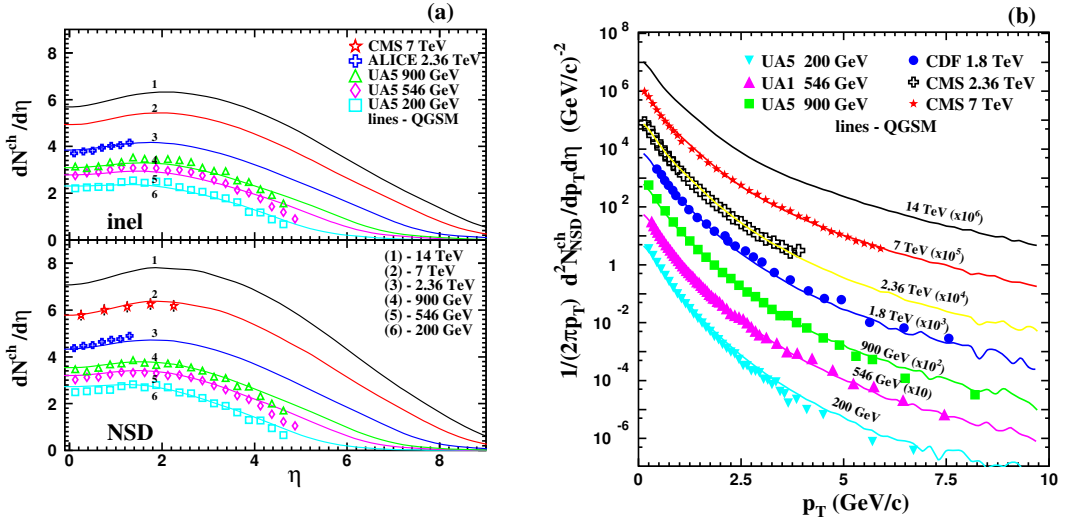 (a)
dN^ch/dη
8
6
4
2
0
CMS 7 TeV
ALICE 2.36 TeV
UA5 900 GeV
UA5 546 GeV
UA5 200 GeV
lines - QGSM
1
2
3
4
5
6
inel
dN^ch/dη
8
6
4
2
0
(1) - 14 TeV
(2) - 7 TeV
(3) - 2.36 TeV
(4) - 900 GeV
(5) - 546 GeV
(6) - 200 GeV
1
2
3
4
5
6
NSD
0 2 4 6 8
η
(b)
1/(2πp_T) d^2N^ch_NSD/dp_Tdη (GeV/c)^-2
10^8
10^6
10^4
10^2
1
10^-2
10^-4
10^-6
UA5 200 GeV
UA1 546 GeV
UA5 900 GeV
CDF 1.8 TeV
CMS 2.36 TeV
CMS 7 TeV
lines - QGSM
14 TeV (x10^6)
7 TeV (x10^5)
2.36 TeV (x10^4)
1.8 TeV (x10^3)
900 GeV (x10^2)
546 GeV (x10)
200 GeV
0 2.5 5 7.5 10
p_T (GeV/c)